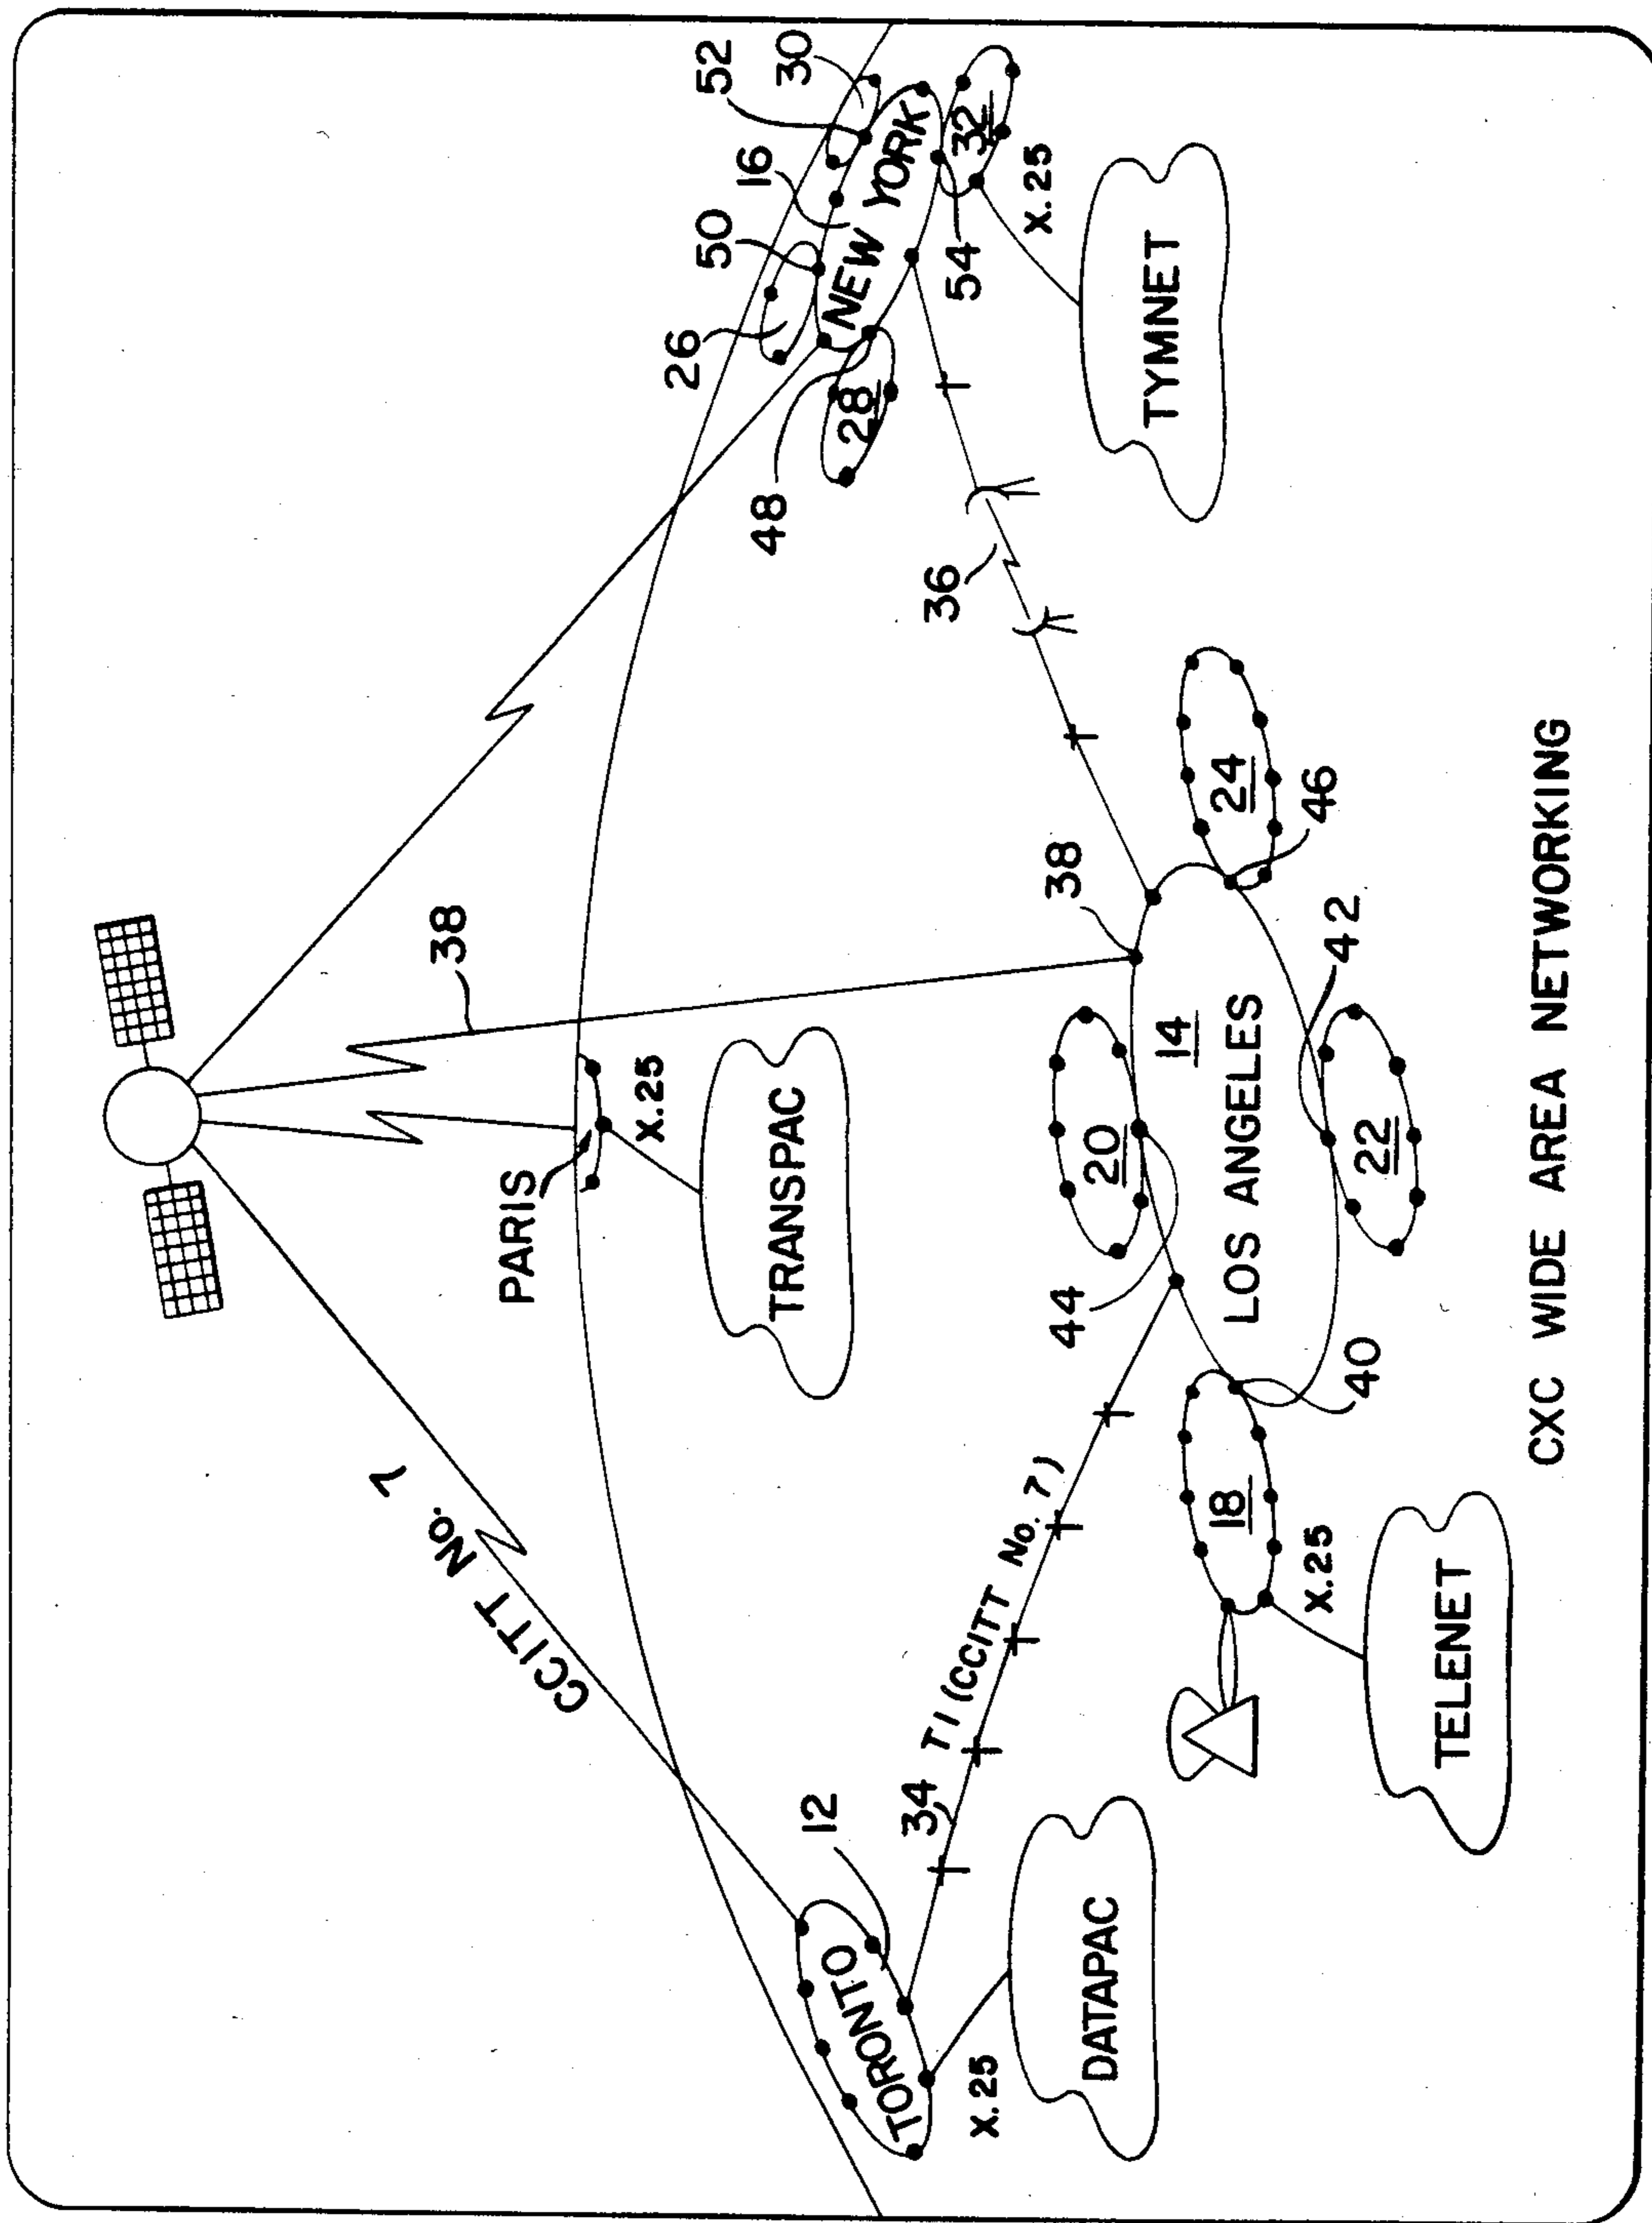 CCITT No. 7
38
PARIS
X.25
TRANSPAC
26
50
16
52
30
NEW YORK
28
48
32
54
X.25
TYMNET
36
TORONTO
12
X.25
DATAPAC
34
T1 (CCITT No. 7)
38
20
44
14
LOS ANGELES
18
40
X.25
TELENET
22
42
24
46
CXC WIDE AREA NETWORKING